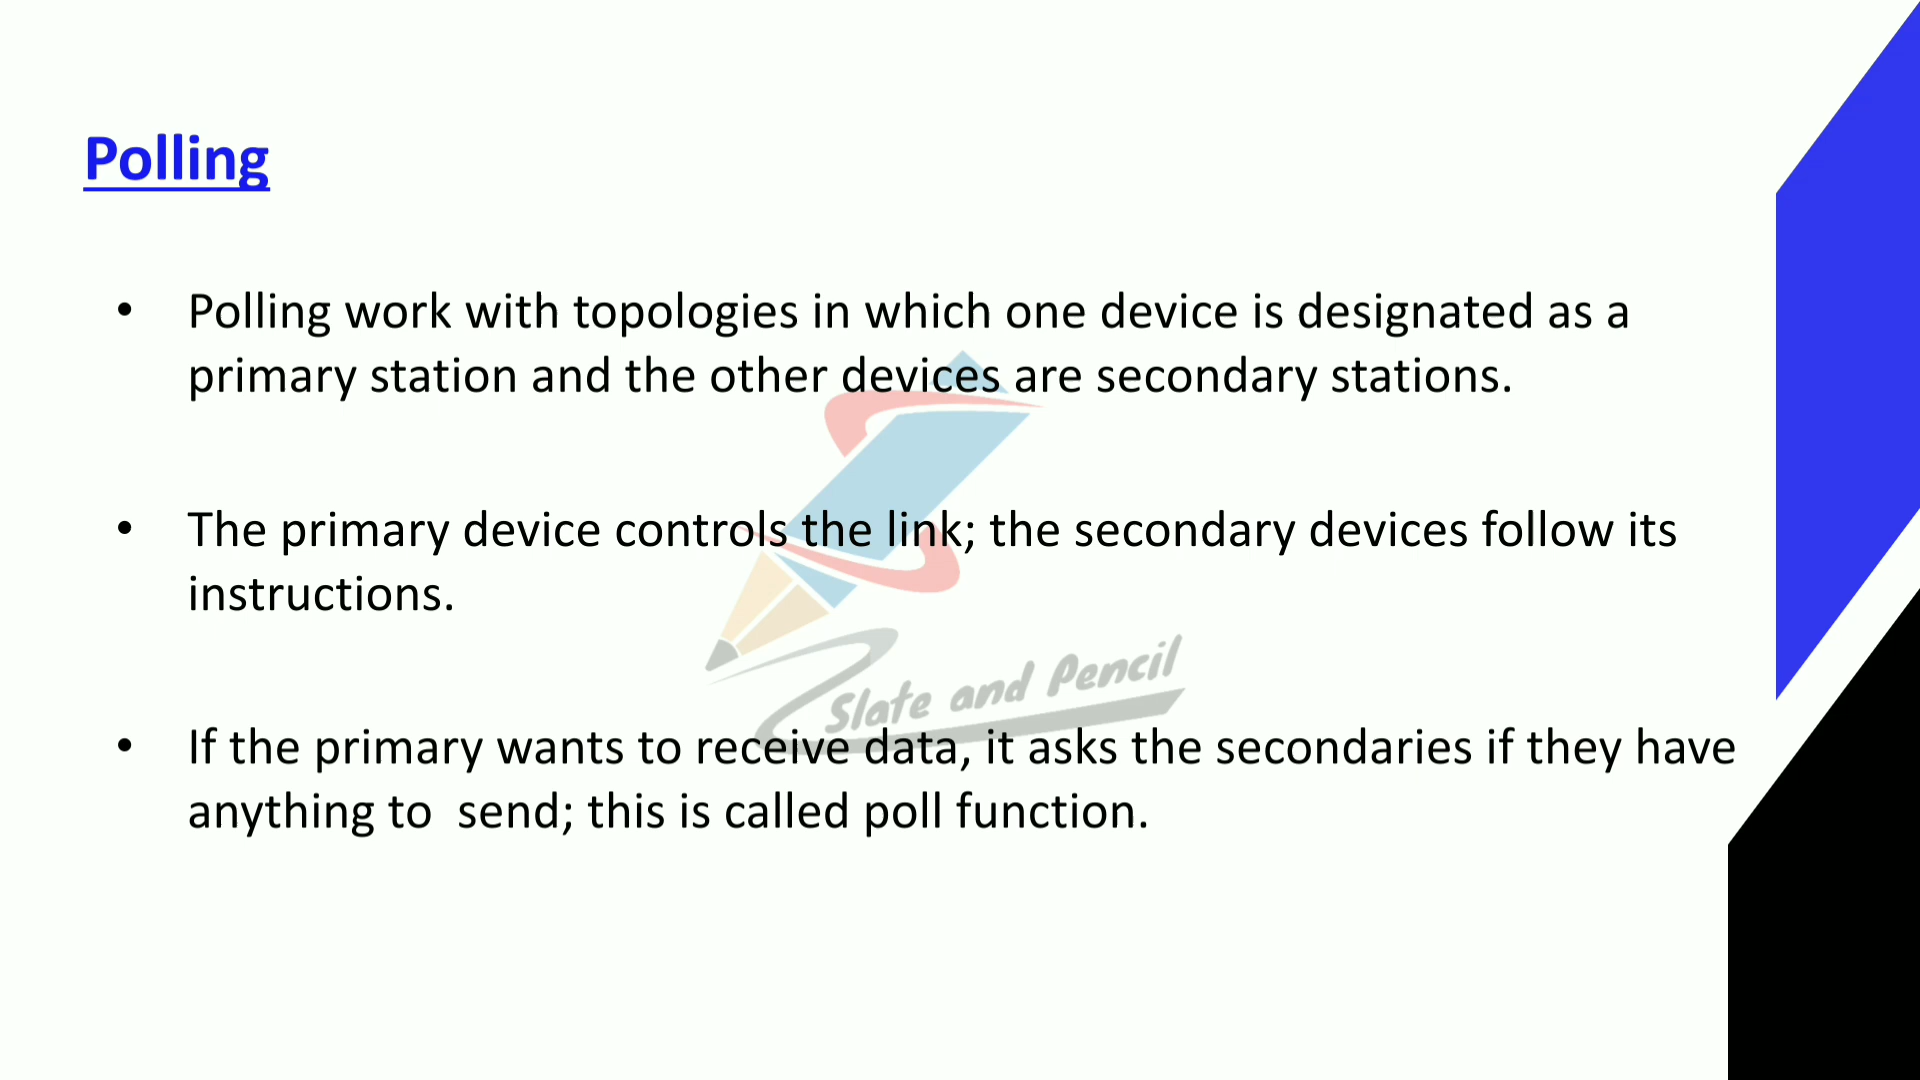 Polling
• Polling work with topologies in which one device is designated as a
primary station and the other devices are secondary stations.
• The primary device controls the link; the secondary devices follow its
instructions.
Slate and Pencil
• If the primary wants to receive data, it asks the secondaries if they have
anything to  send; this is called poll function.